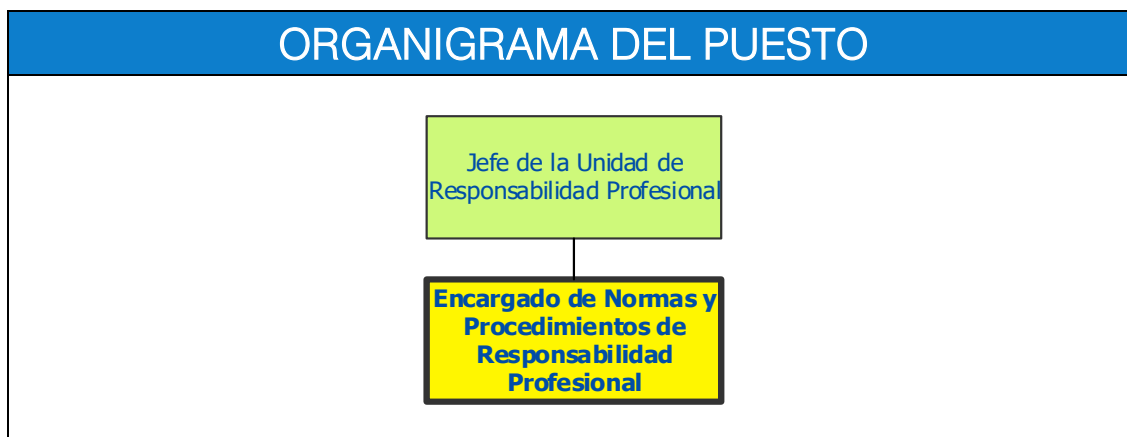 ORGANIGRAMA DEL PUESTO
Jefe de la Unidad de
Responsabilidad Profesional
Encargado de Normas y
Procedimientos de
Responsabilidad
Profesional